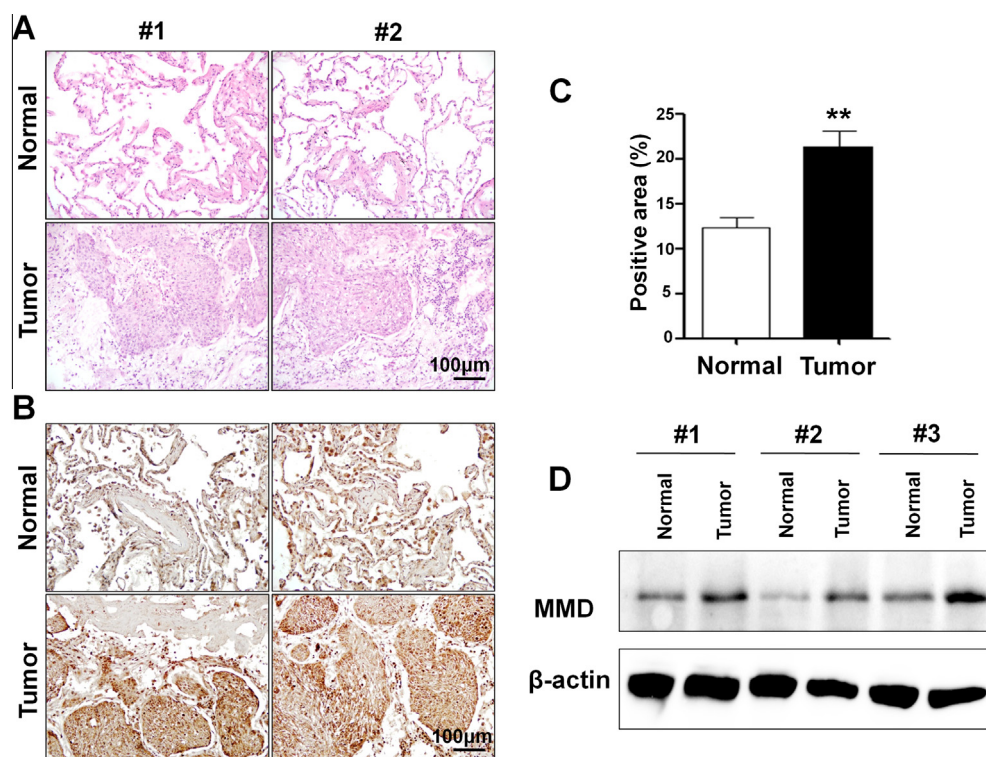 A
#1
#2
Normal
Tumor
100µm
B
Normal
Tumor
100µm
C
**
Positive area (%)
25
20
15
10
5
0
Normal
Tumor
D
#1
#2
#3
Normal
Tumor
Normal
Tumor
Normal
Tumor
MMD
β-actin